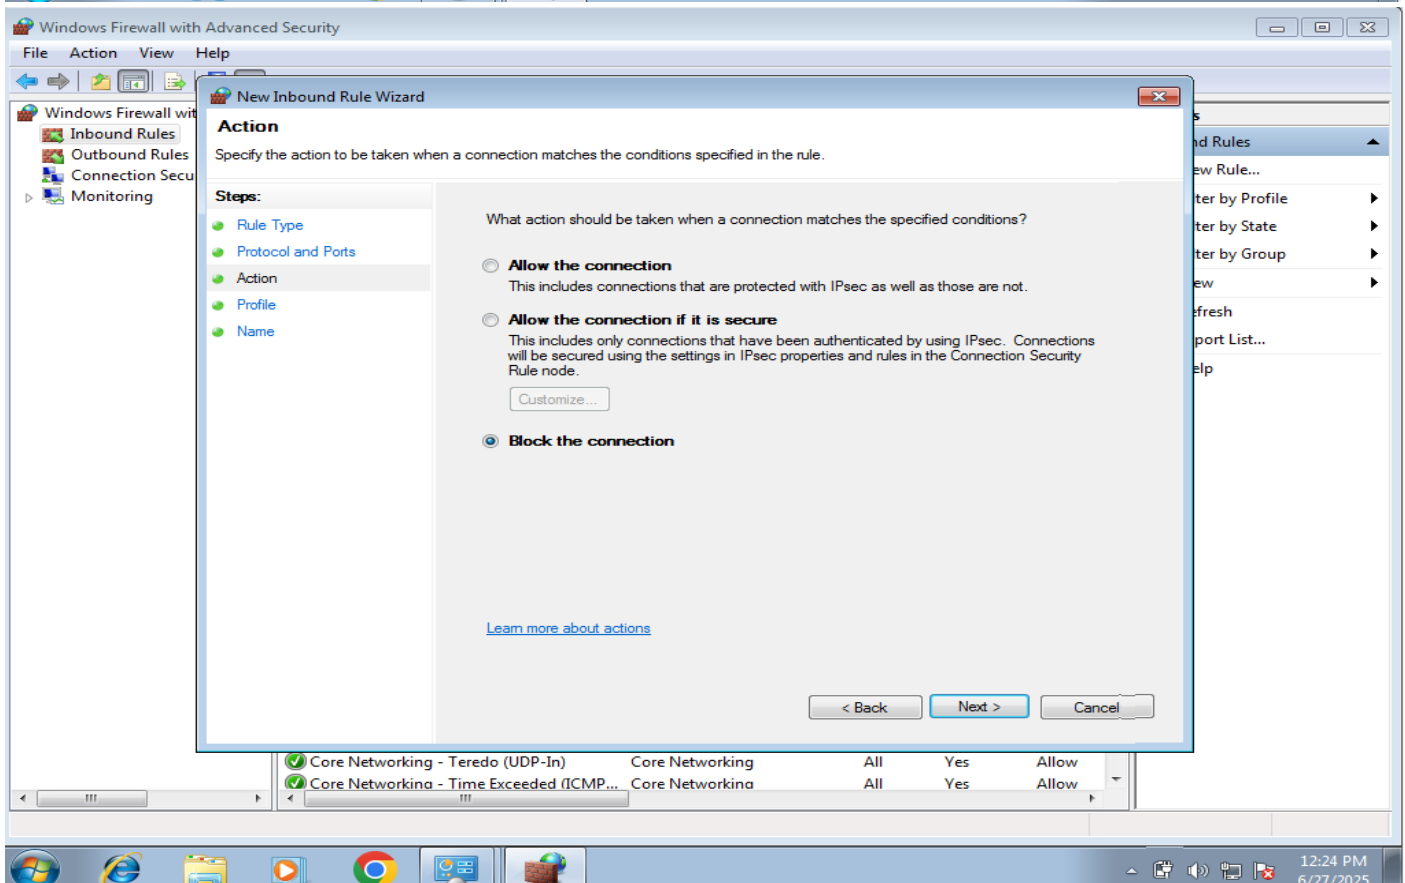 Windows Firewall with Advanced Security
File Action View Help
Windows Firewall wit
Inbound Rules
Outbound Rules
Connection Secu
Monitoring
New Inbound Rule Wizard
Action
Specify the action to be taken when a connection matches the conditions specified in the rule.
Steps:
Rule Type
Protocol and Ports
Action
Profile
Name
What action should be taken when a connection matches the specified conditions?
Allow the connection
This includes connections that are protected with IPsec as well as those are not.
Allow the connection if it is secure
This includes only connections that have been authenticated by using IPsec. Connections
will be secured using the settings in IPsec properties and rules in the Connection Security
Rule node.
Customize...
Block the connection
Learn more about actions
< Back Next > Cancel
s
nd Rules
ew Rule...
ter by Profile
ter by State
ter by Group
ew
efresh
port List...
elp
Core Networking - Teredo (UDP-In) Core Networking All Yes Allow
Core Networking - Time Exceeded (ICMP... Core Networking All Yes Allow
12:24 PM
6/27/2025